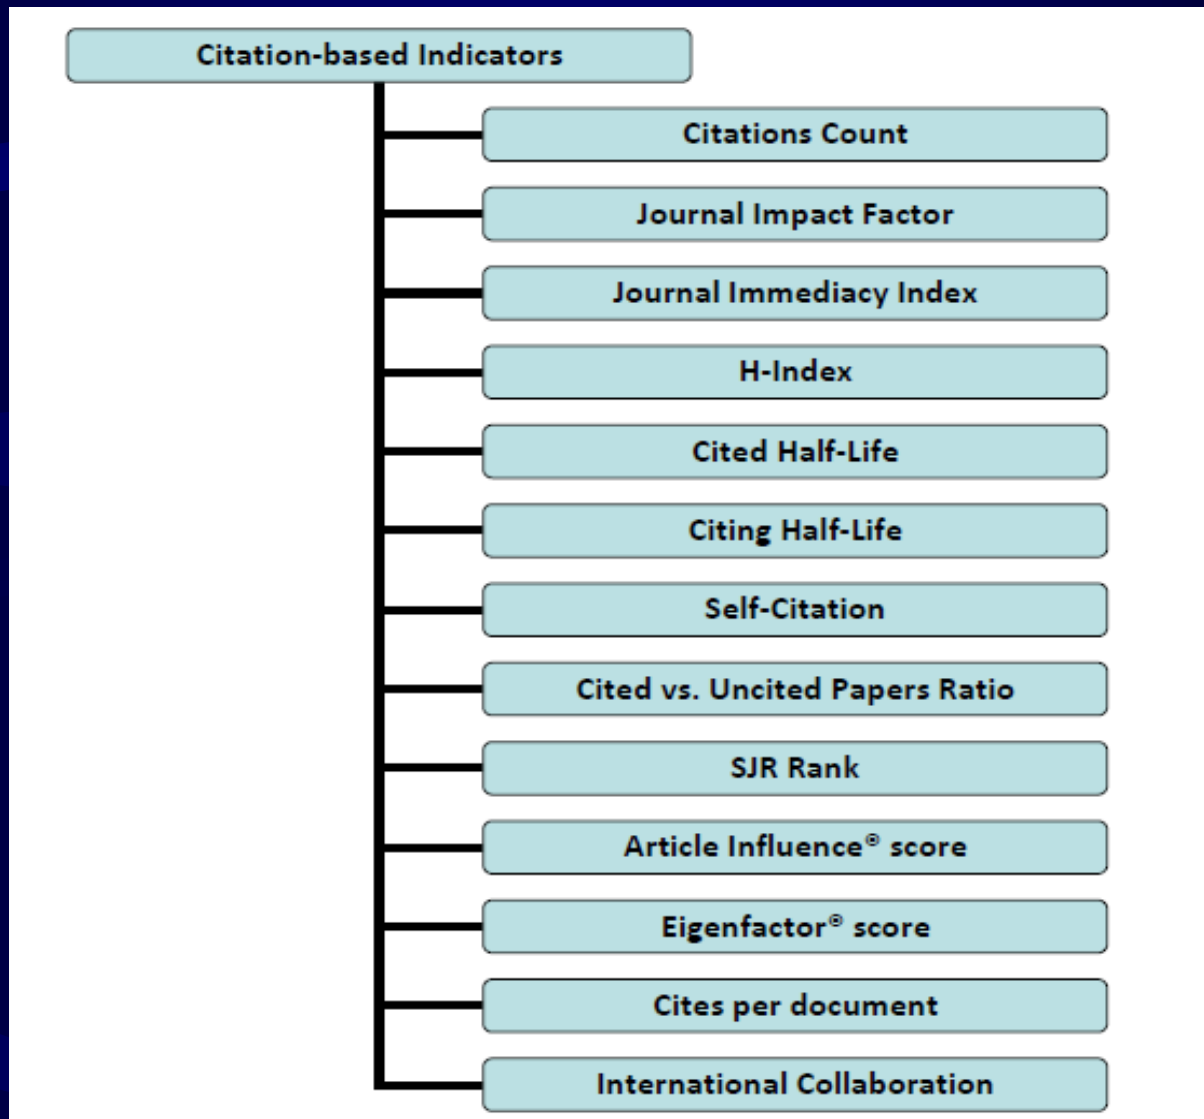 Citation-based Indicators
Citations Count
Journal Impact Factor
Journal Immediacy Index
H-Index
Cited Half-Life
Citing Half-Life
Self-Citation
Cited vs. Uncited Papers Ratio
SJR Rank
Article Influence® score
Eigenfactor® score
Cites per document
International Collaboration